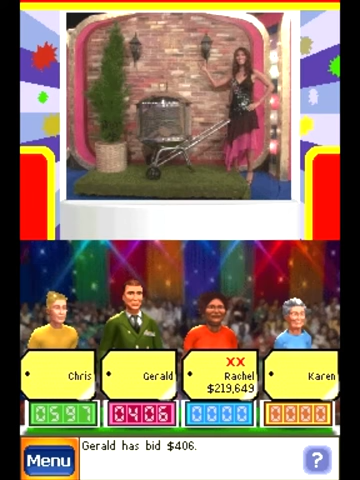 XX
Chris
Gerald
Rachel
Karen
$219,649
0597
0406
0000
0000
Gerald has bid $406.
Menu
?